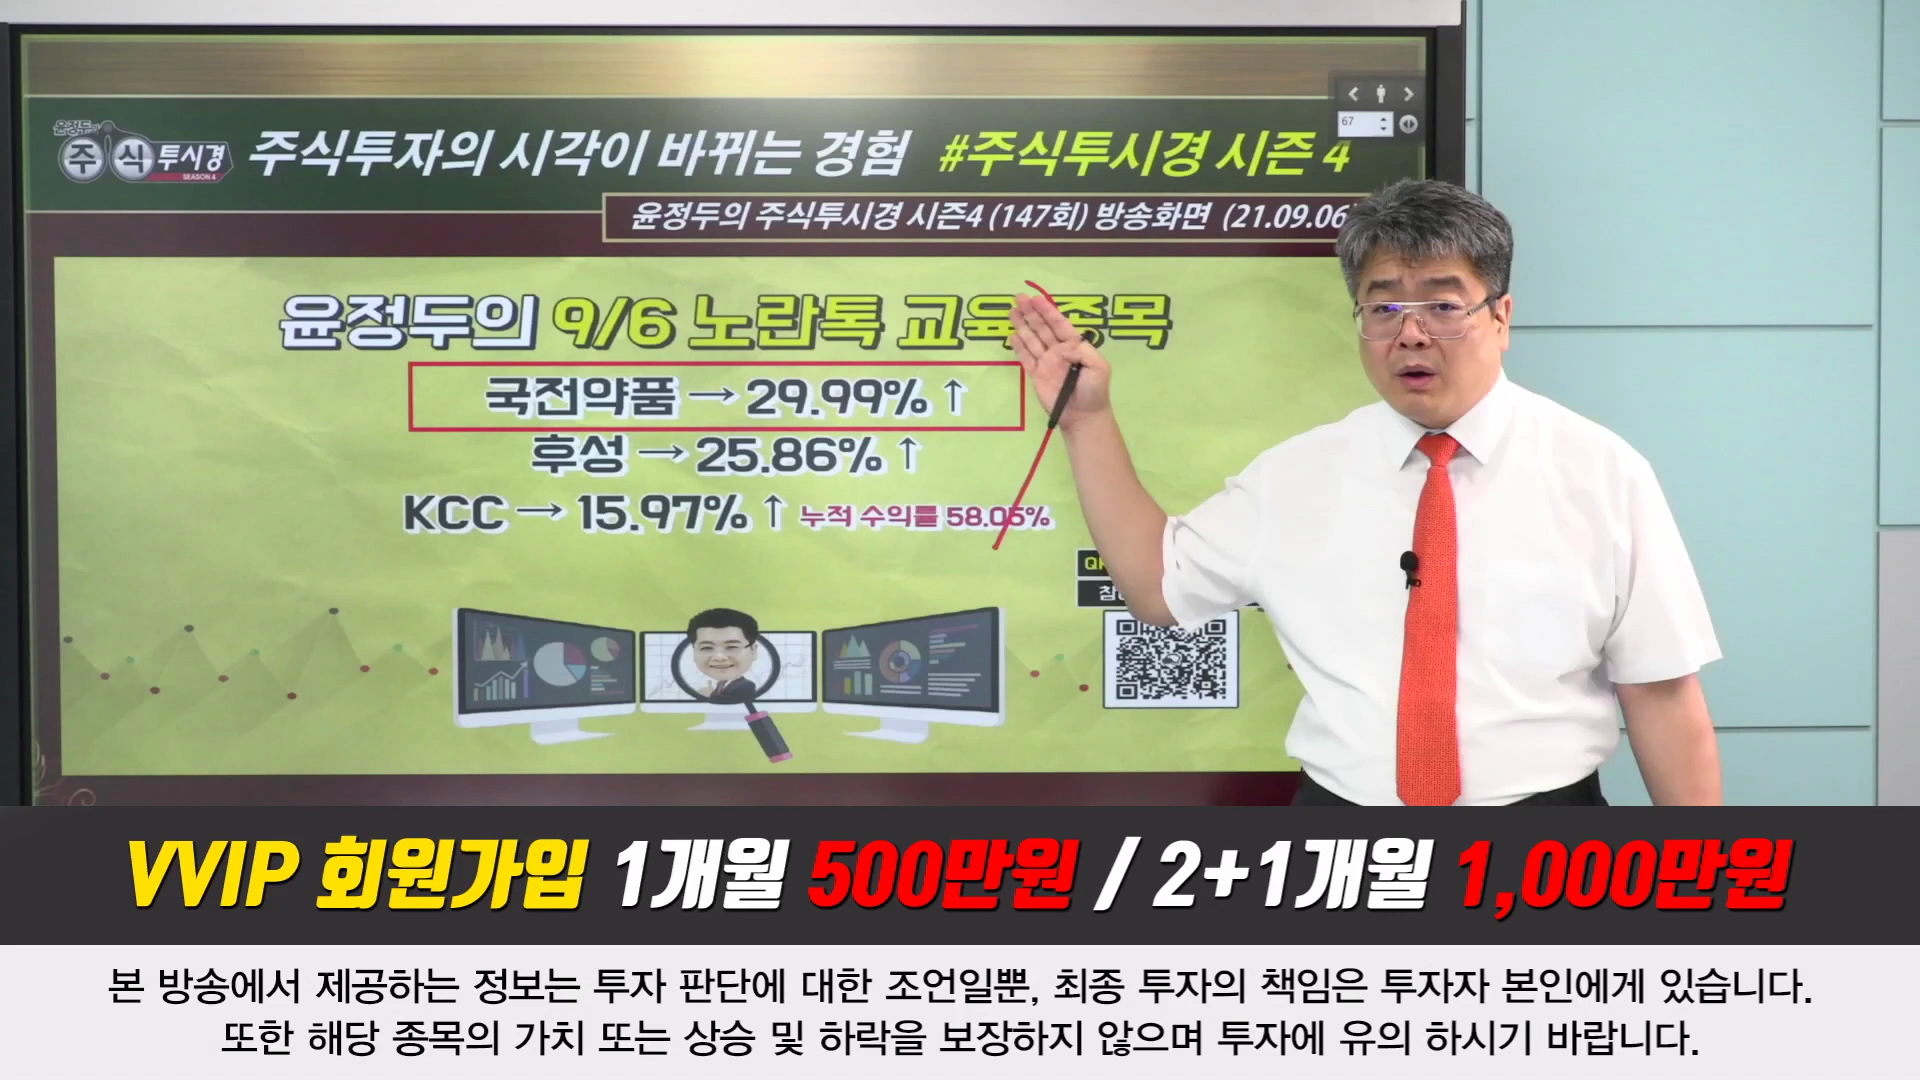 윤정두의
주식투시경
SEASON 4
주식투자의 시각이 바뀌는 경험 #주식투시경 시즌 4
67
윤정두의 주식투시경 시즌4 (147회) 방송화면 (21.09.06
윤정두의 9/6 노란톡 교육종목
국전약품 → 29.99% ↑
후성 → 25.86% ↑
KCC → 15.97% ↑ 누적 수익률 58.05%
VVIP 회원가입 1개월 500만원 / 2+1개월 1,000만원
본 방송에서 제공하는 정보는 투자 판단에 대한 조언일뿐, 최종 투자의 책임은 투자자 본인에게 있습니다.
또한 해당 종목의 가치 또는 상승 및 하락을 보장하지 않으며 투자에 유의 하시기 바랍니다.